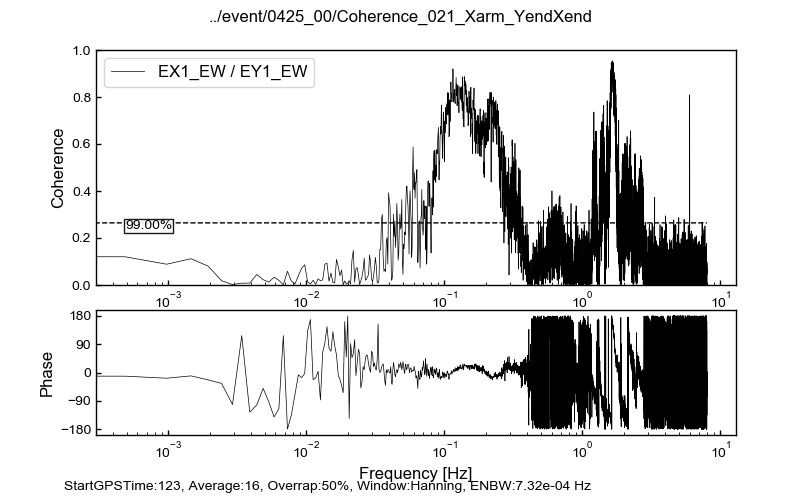 ../event/0425_00/Coherence_021_Xarm_YendXend
1.0
EX1_EW / EY1_EW
0.8
0.6
Coherence
0.4
99.00%
0.2
0.0
10⁻³ 10⁻² 10⁻¹ 10⁰ 10¹
180
90
0
Phase
−90
−180
10⁻³ 10⁻² 10⁻¹ 10⁰ 10¹
Frequency [Hz]
StartGPSTime:123, Average:16, Overrap:50%, Window:Hanning, ENBW:7.32e-04 Hz